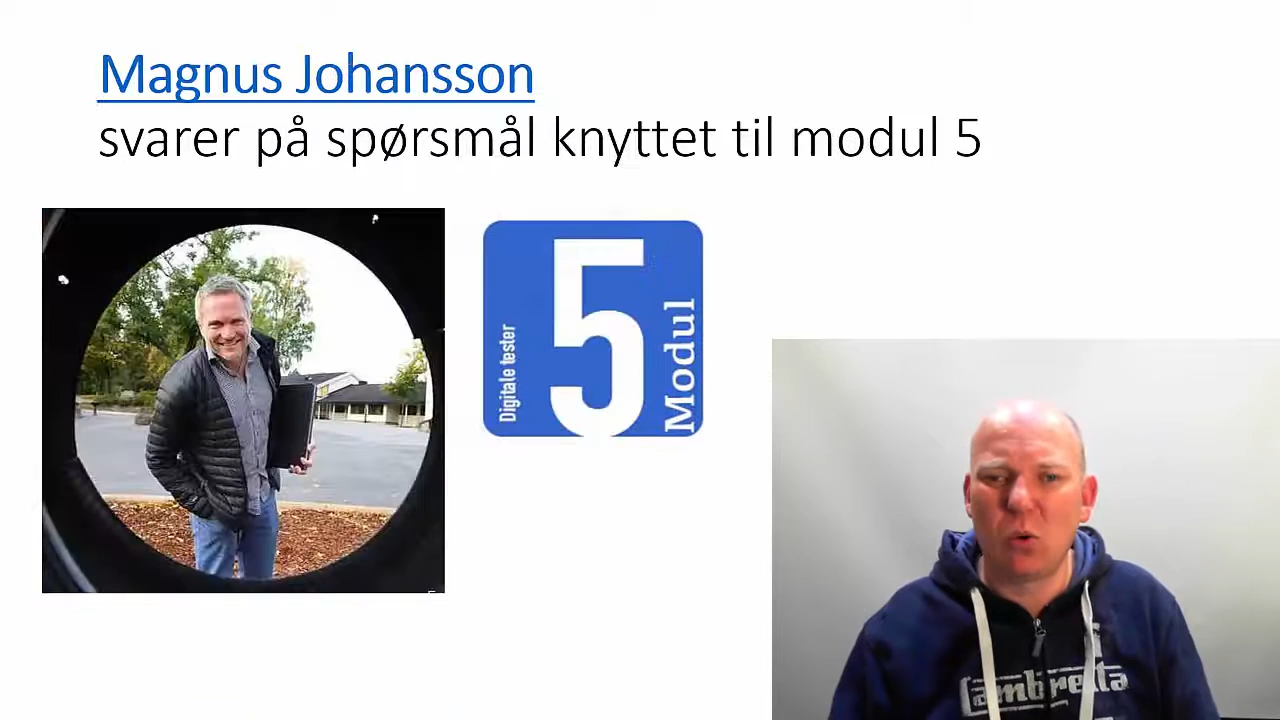 Magnus Johansson
svarer på spørsmål knyttet til modul 5
Digitale tester
5
Modul
Lambretta